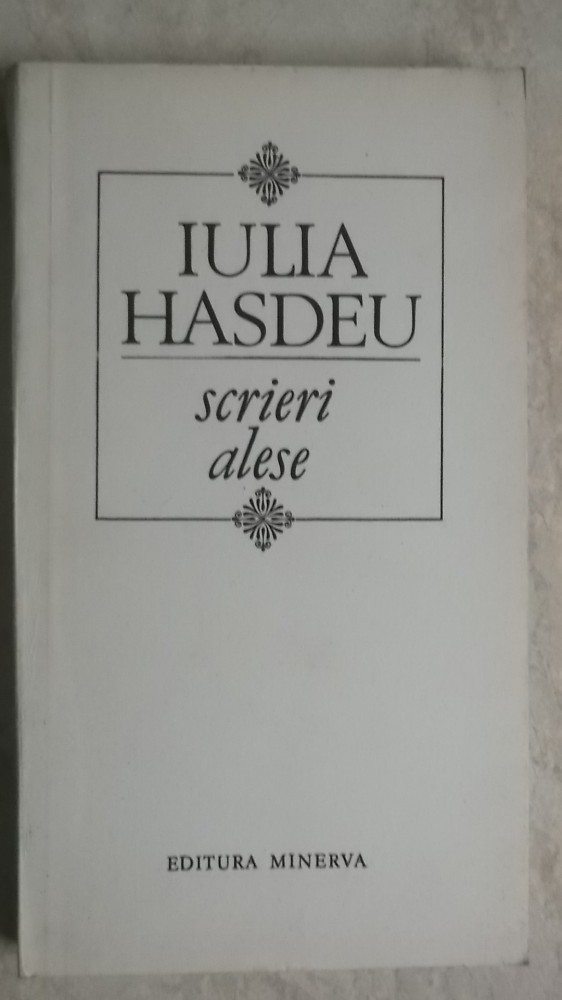 IULIA
HASDEU
scrieri
alese
EDITURA MINERVA